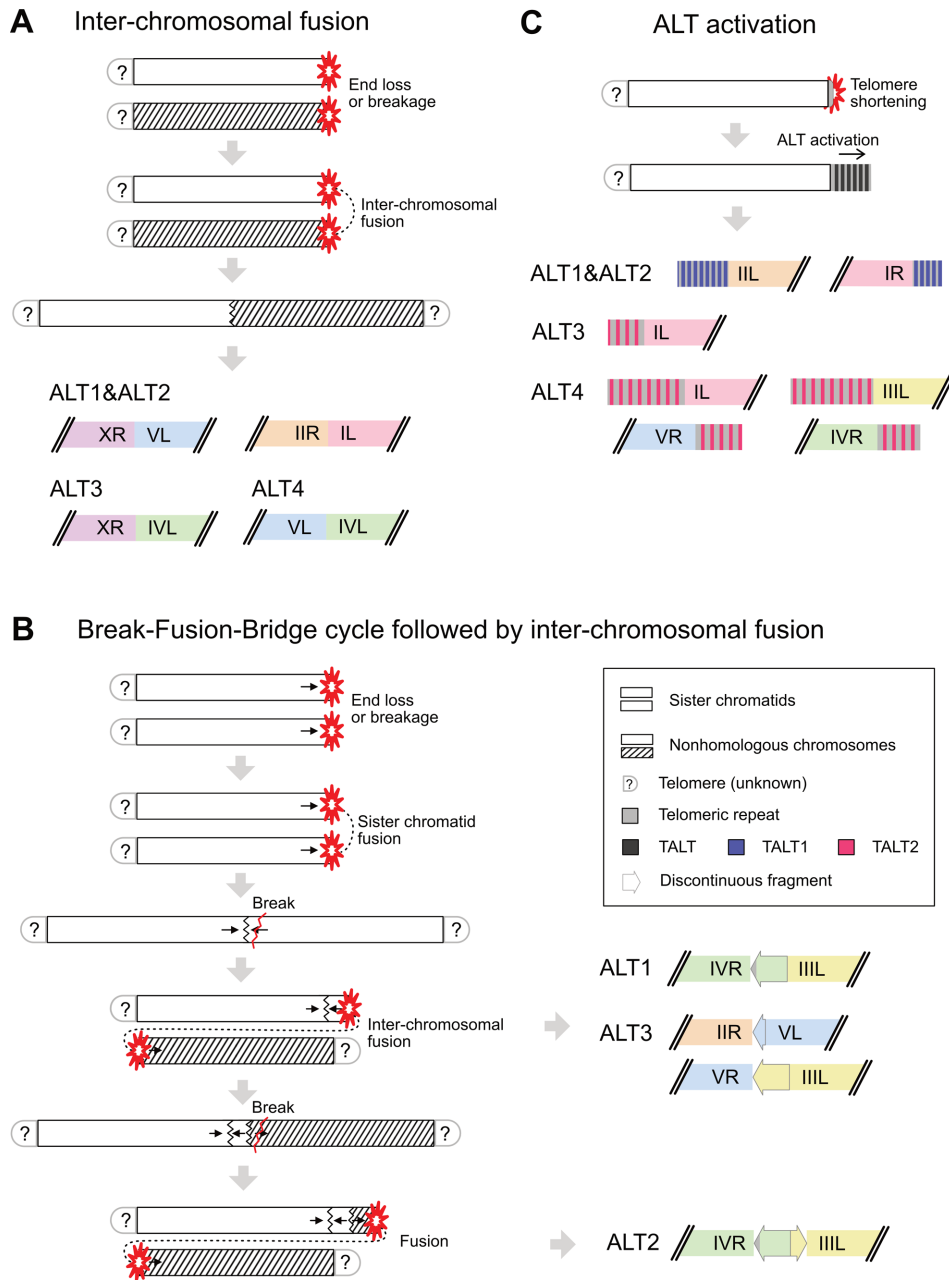 A Inter-chromosomal fusion
?
End loss
or breakage
?
?
Inter-chromosomal
fusion
?
? ?
ALT1&ALT2
XR VL IIR IL
ALT3 ALT4
XR IVL VL IVL
C ALT activation
?
Telomere
shortening
ALT activation
?
ALT1&ALT2 IIL IR
ALT3 IL
ALT4 IL IIIL
VR IVR
B Break-Fusion-Bridge cycle followed by inter-chromosomal fusion
?
End loss
or breakage
?
?
Sister chromatid
fusion
?
Break
? ?
?
Inter-chromosomal
fusion
?
Break
? ?
?
Fusion
?
Sister chromatids
Nonhomologous chromosomes
? Telomere (unknown)
Telomeric repeat
TALT TALT1 TALT2
Discontinuous fragment
ALT1 IVR IIIL
ALT3 IIR VL
VR IIIL
ALT2 IVR IIIL